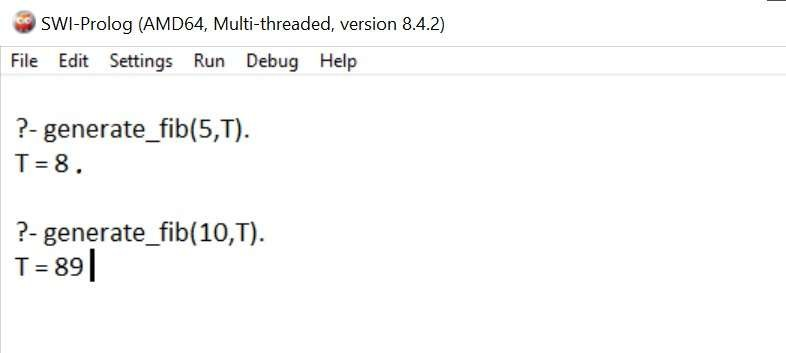 SWI-Prolog (AMD64, Multi-threaded, version 8.4.2)
File Edit Settings Run Debug Help
?- generate_fib(5,T).
T = 8 .
?- generate_fib(10,T).
T = 89